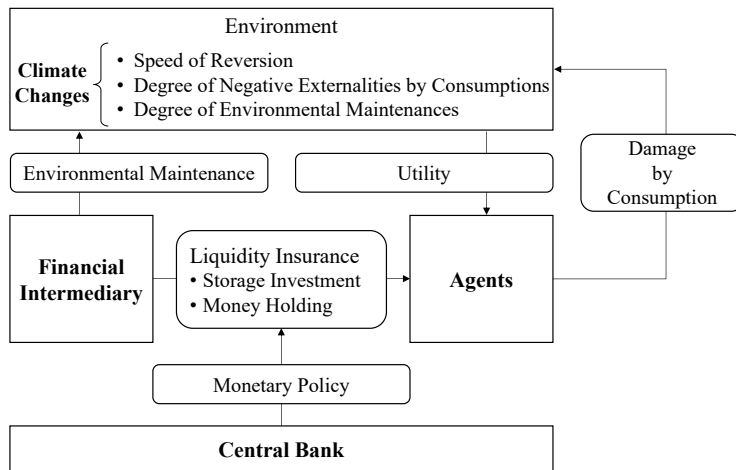 Environment
Climate
Changes
• Speed of Reversion
• Degree of Negative Externalities by Consumptions
• Degree of Environmental Maintenances
Environmental Maintenance
Utility
Damage
by
Consumption
Financial
Intermediary
Liquidity Insurance
• Storage Investment
• Money Holding
Agents
Monetary Policy
Central Bank